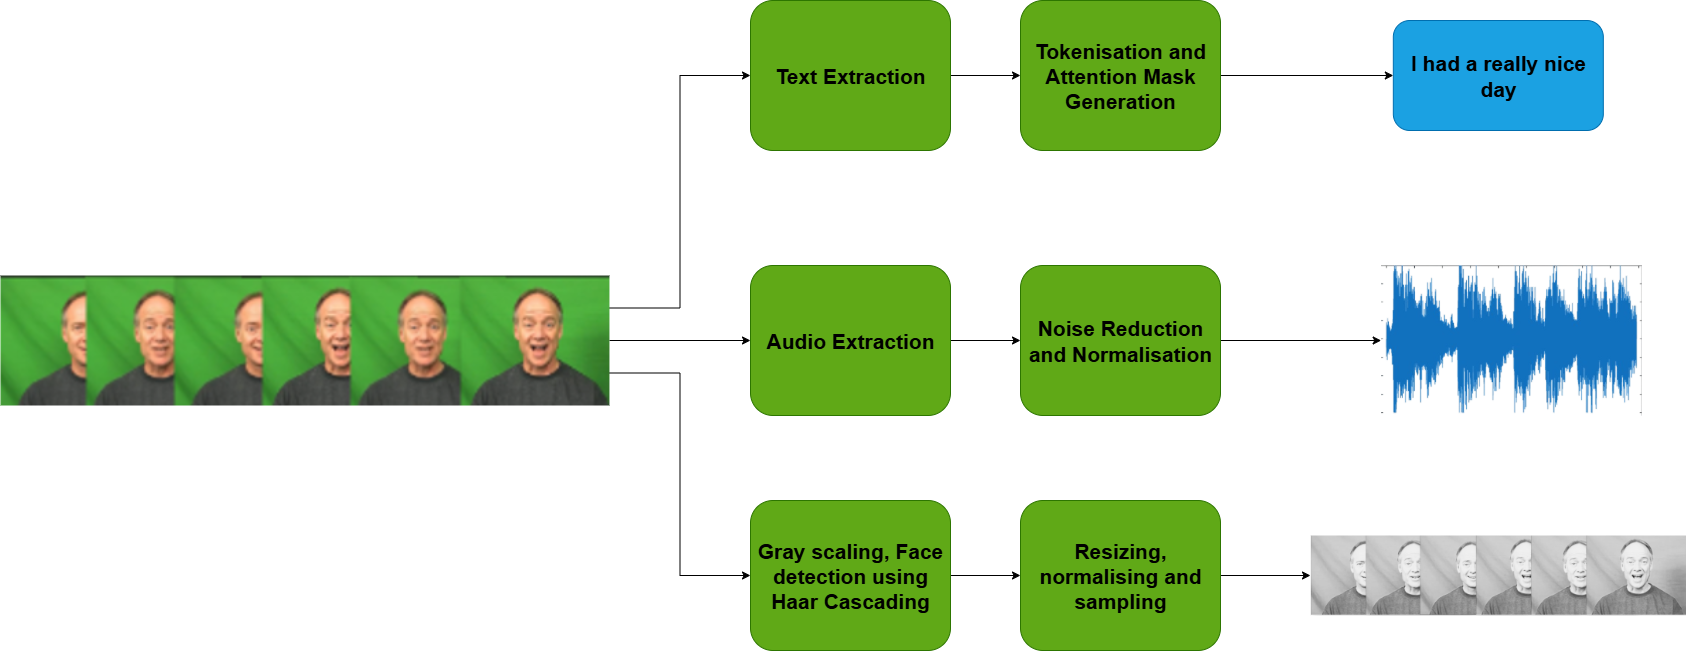 Text Extraction
Tokenisation and
Attention Mask
Generation
I had a really nice
day
Audio Extraction
Noise Reduction
and Normalisation
Gray scaling, Face
detection using
Haar Cascading
Resizing,
normalising and
sampling